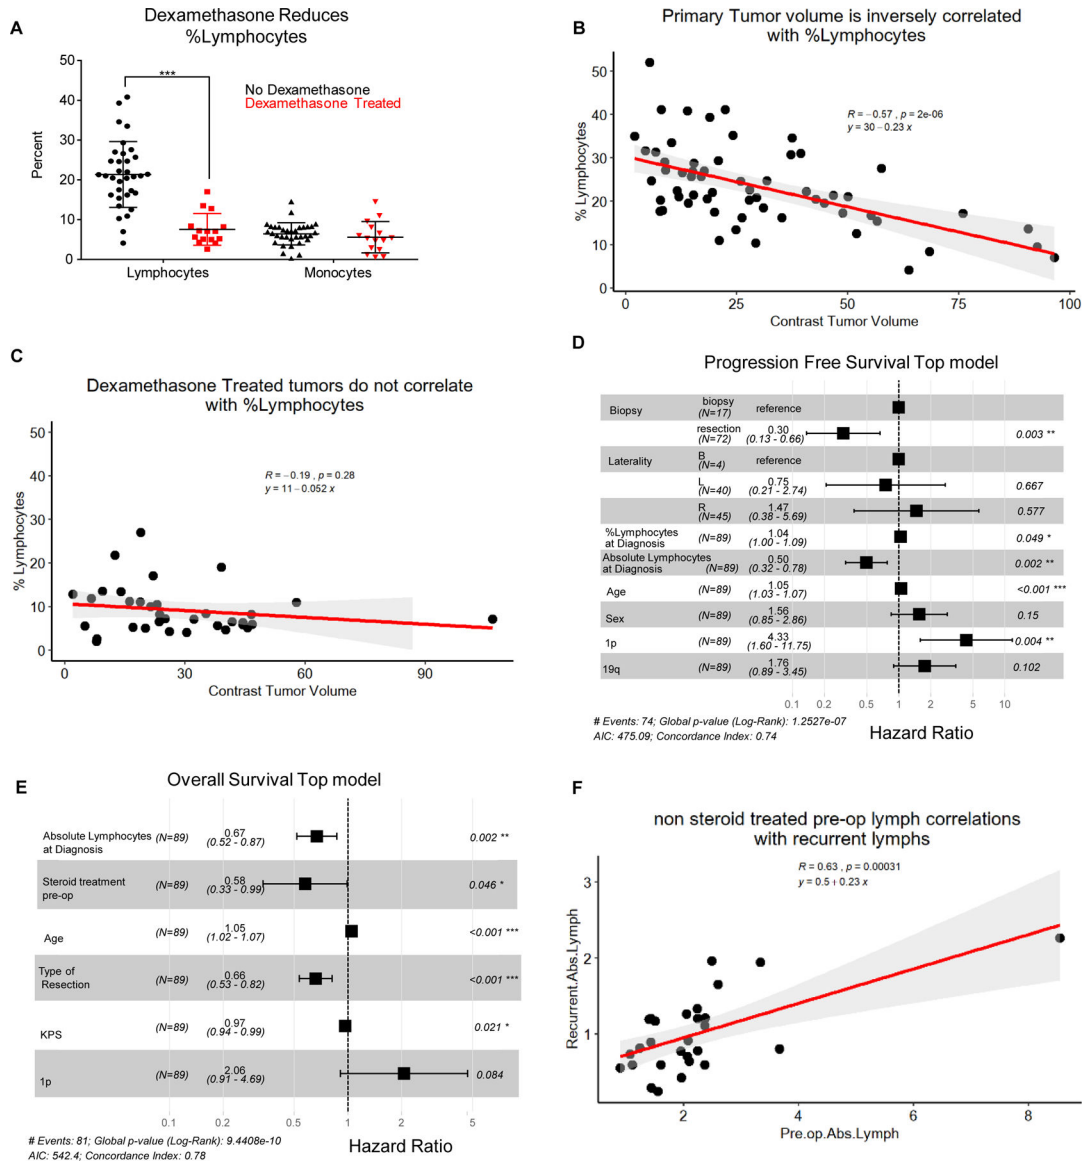 A
Dexamethasone Reduces
%Lymphocytes
50
40
30
20
10
0
Percent
***
No Dexamethasone
Dexamethasone Treated
Lymphocytes
Monocytes
B
Primary Tumor volume is inversely correlated
with %Lymphocytes
50
40
30
20
10
0
% Lymphocytes
R = −0.57 , p = 2e-06
y = 30 − 0.23 x
0
25
50
75
100
Contrast Tumor Volume
C
Dexamethasone Treated tumors do not correlate
with %Lymphocytes
50
40
30
20
10
0
% Lymphocytes
R = −0.19 , p = 0.28
y = 11 − 0.052 x
0
30
60
90
Contrast Tumor Volume
D
Progression Free Survival Top model
0.1 0.2 0.5 1 2 5 10
Biopsy
biopsy
(N=17)
reference
resection
(N=72)
0.30
(0.13 - 0.66)
0.003 **
Laterality
B
(N=4)
reference
L
(N=40)
0.75
(0.21 - 2.74)
0.667
R
(N=45)
1.47
(0.38 - 5.69)
0.577
%Lymphocytes
at Diagnosis
(N=89)
1.04
(1.00 - 1.09)
0.049 *
Absolute Lymphocytes
at Diagnosis
(N=89)
0.50
(0.32 - 0.78)
0.002 **
Age
(N=89)
1.05
(1.03 - 1.07)
<0.001 ***
Sex
(N=89)
1.56
(0.85 - 2.86)
0.15
1p
(N=89)
4.33
(1.60 - 11.75)
0.004 **
19q
(N=89)
1.76
(0.89 - 3.45)
0.102
0.1 0.2 0.5 1 2 5 10
# Events: 74; Global p-value (Log-Rank): 1.2527e-07
AIC: 475.09; Concordance Index: 0.74
Hazard Ratio
E
Overall Survival Top model
Absolute Lymphocytes
at Diagnosis
(N=89)
0.67
(0.52 - 0.87)
0.002 **
Steroid treatment
pre-op
(N=89)
0.58
(0.33 - 0.99)
0.046 *
Age
(N=89)
1.05
(1.02 - 1.07)
<0.001 ***
Type of
Resection
(N=89)
0.66
(0.53 - 0.82)
<0.001 ***
KPS
(N=89)
0.97
(0.94 - 0.99)
0.021 *
1p
(N=89)
2.06
(0.91 - 4.69)
0.084
0.1 0.2 0.5 1 2 5
# Events: 81; Global p-value (Log-Rank): 9.4408e-10
AIC: 542.4; Concordance Index: 0.78
Hazard Ratio
F
non steroid treated pre-op lymph correlations
with recurrent lymphs
R = 0.63 , p = 0.00031
y = 0.5 + 0.23 x
3
2
1
Recurrent.Abs.Lymph
2
4
6
8
Pre.op.Abs.Lymph